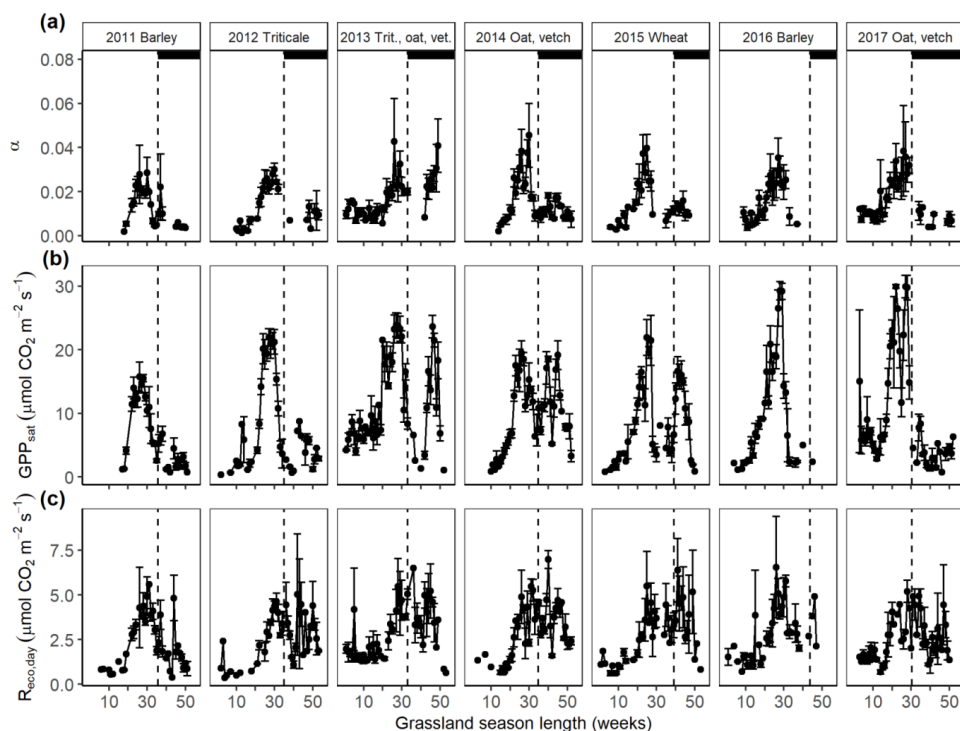 (a)
2011 Barley 2012 Triticale 2013 Trit., oat, vet. 2014 Oat, vetch 2015 Wheat 2016 Barley 2017 Oat, vetch
0.08
0.06
0.04
0.02
0.00
α
(b)
30
20
10
0
GPPsat (μmol CO2 m−2 s−1)
(c)
7.5
5.0
2.5
0.0
Reco,day (μmol CO2 m−2 s−1)
10 30 50 10 30 50 10 30 50 10 30 50 10 30 50 10 30 50 10 30 50
Grassland season length (weeks)